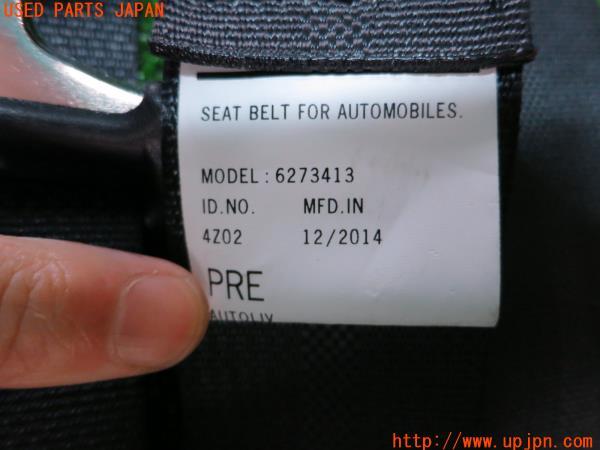 USED PARTS JAPAN
SEAT BELT FOR AUTOMOBILES.
MODEL : 6273413
ID.NO. MFD.IN
4Z02 12/2014
PRE
AUTOLIV
http://www.upjpn.com